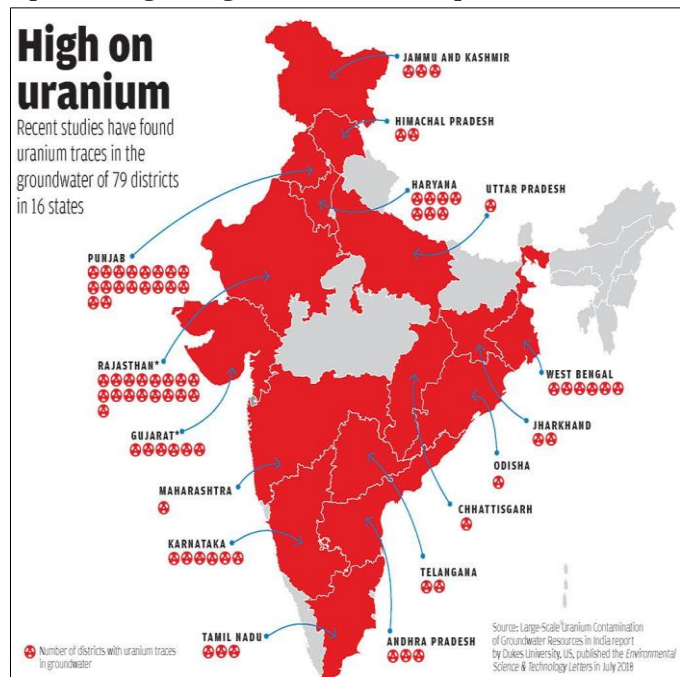 High on
uranium
Recent studies have found
uranium traces in the
groundwater of 79 districts
in 16 states
JAMMU AND KASHMIR
HIMACHAL PRADESH
HARYANA
UTTAR PRADESH
PUNJAB
RAJASTHAN*
GUJARAT*
MAHARASHTRA
KARNATAKA
TAMIL NADU
WEST BENGAL
JHARKHAND
ODISHA
CHHATTISGARH
TELANGANA
ANDHRA PRADESH
Number of districts with uranium traces
in groundwater
Source: Large-Scale Uranium Contamination
of Groundwater Resources in India report
by Dukes University, US, published the Environmental
Science & Technology Letters in July 2018